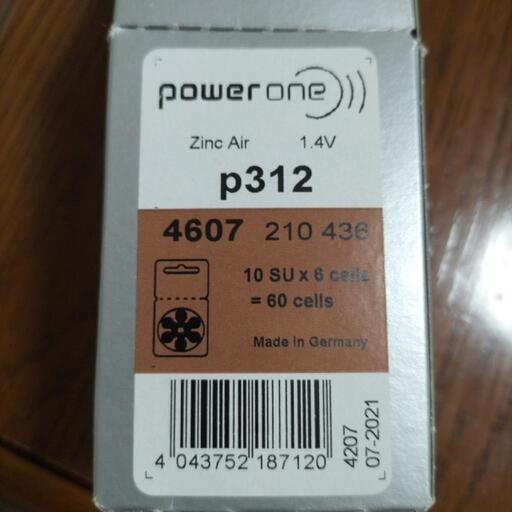 power one
Zinc Air 1.4V
p312
4607 210 436
10 SU x 6 cells
= 60 cells
Made in Germany
4 043752 187120
4207
07-2021